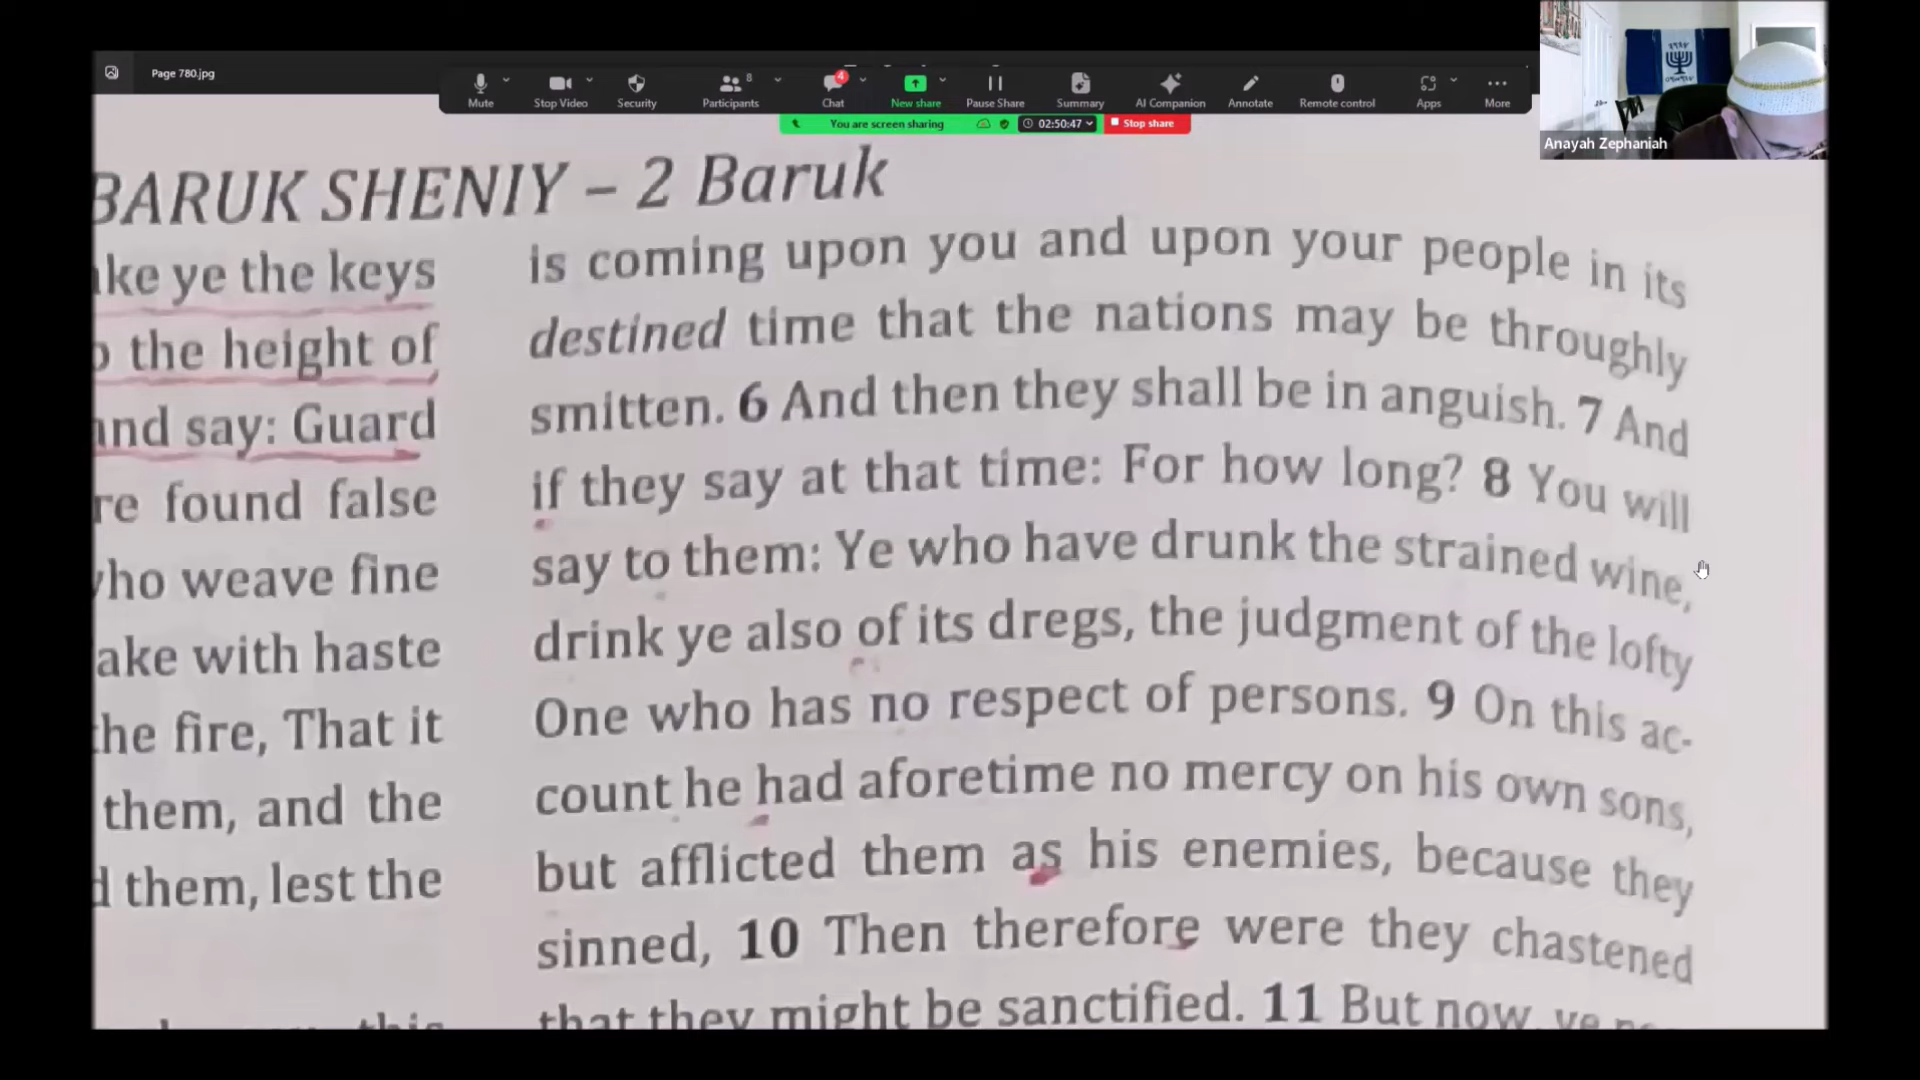 Page 780.jpg
Mute
Stop Video
Security
Participants
8
Chat
4
New share
Pause Share
Summary
AI Companion
Annotate
Remote control
Apps
More
You are screen sharing
02:50:47
Stop share
Anayah Zephaniah
BARUK SHENIY – 2 Baruk
ke ye the keys
the height of
and say: Guard
re found false
who weave fine
ake with haste
the fire, That it
them, and the
them, lest the
this
is coming upon you and upon your people in its
destined time that the nations may be throughly
smitten. 6 And then they shall be in anguish. 7 And
if they say at that time: For how long? 8 You will
say to them: Ye who have drunk the strained wine,
drink ye also of its dregs, the judgment of the lofty
One who has no respect of persons. 9 On this ac-
count he had aforetime no mercy on his own sons,
but afflicted them as his enemies, because they
sinned, 10 Then therefore were they chastened
that they might be sanctified. 11 But now, ye